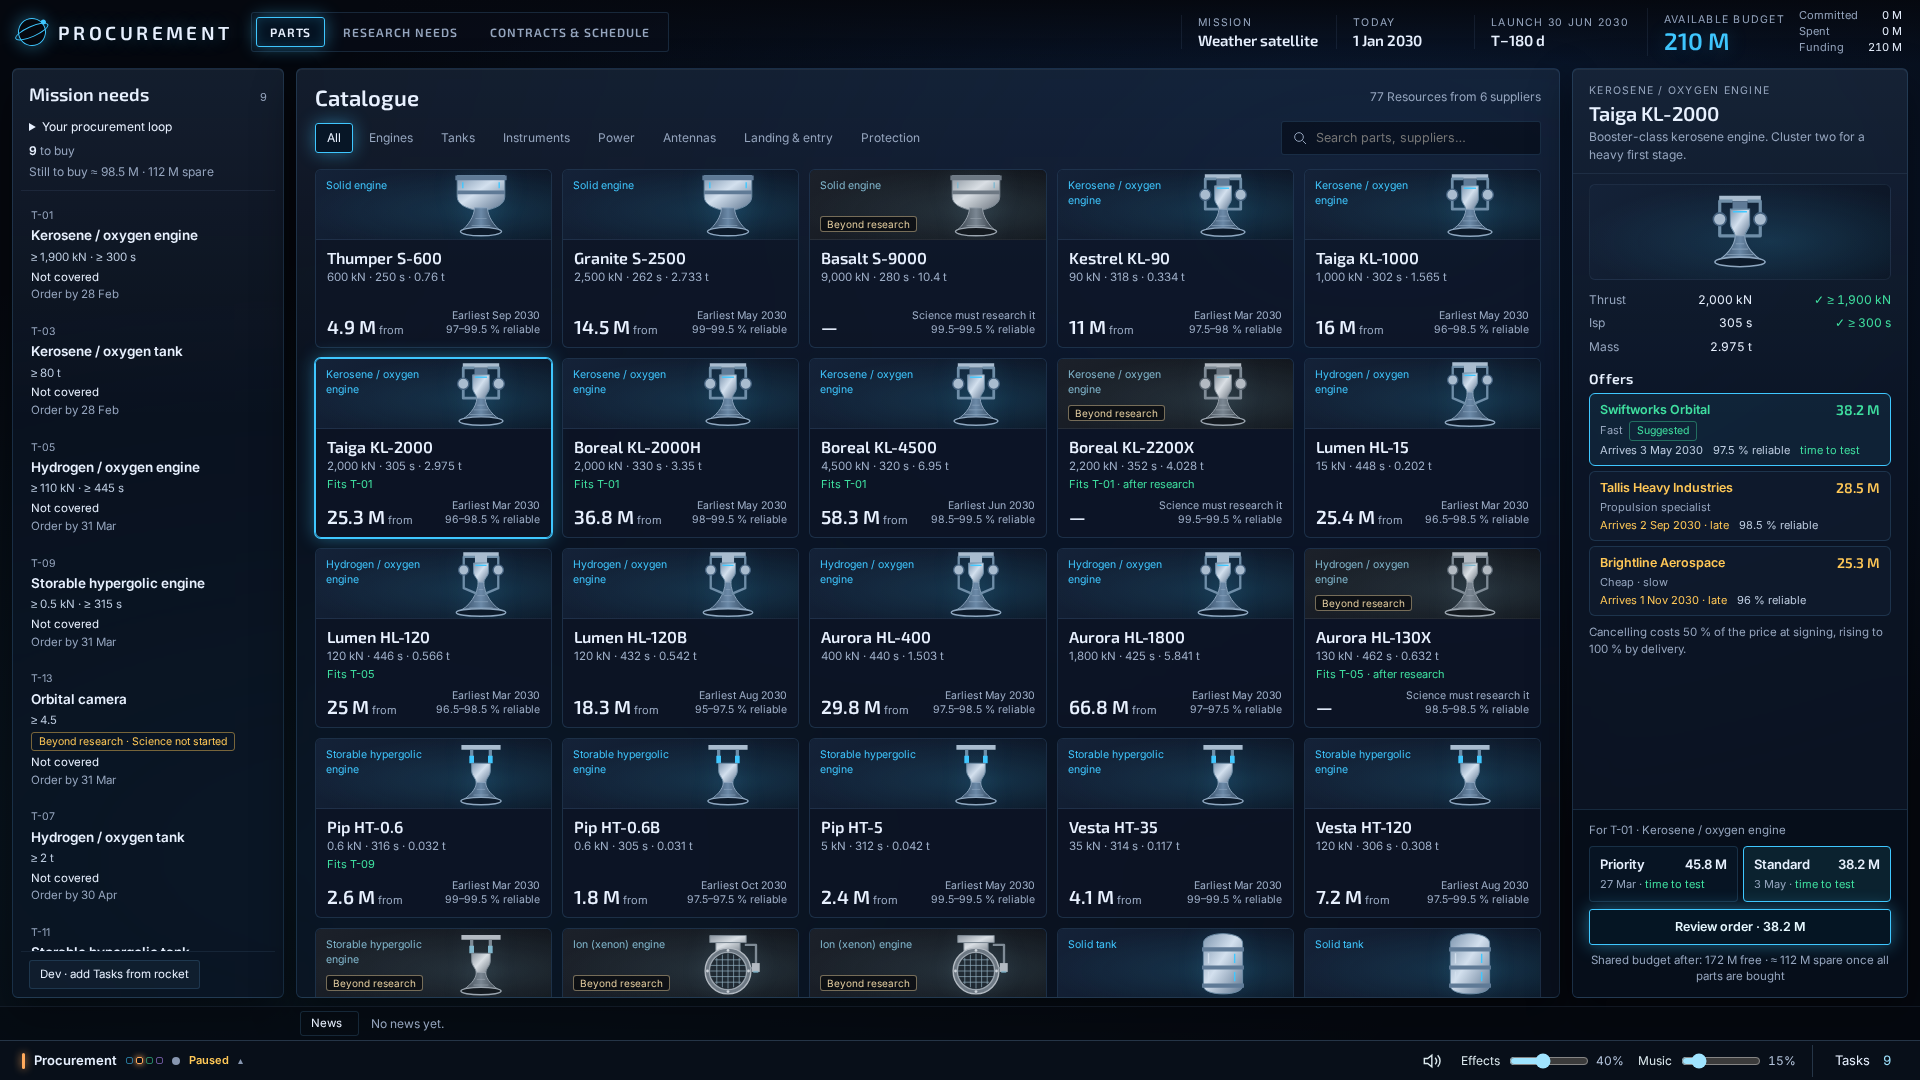 PROCUREMENT
PARTS
RESEARCH NEEDS
CONTRACTS & SCHEDULE
MISSION
Weather satellite
TODAY
1 Jan 2030
LAUNCH 30 JUN 2030
T−180 d
AVAILABLE BUDGET
210 M
Committed 0 M
Spent 0 M
Funding 210 M
Mission needs 9
▶ Your procurement loop
9 to buy
Still to buy ≈ 98.5 M · 112 M spare
T-01
Kerosene / oxygen engine
≥ 1,900 kN · ≥ 300 s
Not covered
Order by 28 Feb
T-03
Kerosene / oxygen tank
≥ 80 t
Not covered
Order by 28 Feb
T-05
Hydrogen / oxygen engine
≥ 110 kN · ≥ 445 s
Not covered
Order by 31 Mar
T-09
Storable hypergolic engine
≥ 0.5 kN · ≥ 315 s
Not covered
Order by 31 Mar
T-13
Orbital camera
≥ 4.5
Beyond research · Science not started
Not covered
Order by 31 Mar
T-07
Hydrogen / oxygen tank
≥ 2 t
Not covered
Order by 30 Apr
T-11
Storable hypergolic tank
Dev · add Tasks from rocket
Catalogue
77 Resources from 6 suppliers
All
Engines
Tanks
Instruments
Power
Antennas
Landing & entry
Protection
Search parts, suppliers...
Solid engine
Thumper S-600
600 kN · 250 s · 0.76 t
4.9 M from
Earliest Sep 2030
97–99.5 % reliable
Solid engine
Granite S-2500
2,500 kN · 262 s · 2.733 t
14.5 M from
Earliest May 2030
99–99.5 % reliable
Solid engine
Beyond research
Basalt S-9000
9,000 kN · 280 s · 10.4 t
—
Science must research it
99.5–99.5 % reliable
Kerosene / oxygen
engine
Kestrel KL-90
90 kN · 318 s · 0.334 t
11 M from
Earliest Mar 2030
97.5–98 % reliable
Kerosene / oxygen
engine
Taiga KL-1000
1,000 kN · 302 s · 1.565 t
16 M from
Earliest May 2030
96–98.5 % reliable
Kerosene / oxygen
engine
Taiga KL-2000
2,000 kN · 305 s · 2.975 t
Fits T-01
25.3 M from
Earliest Mar 2030
96–98.5 % reliable
Kerosene / oxygen
engine
Boreal KL-2000H
2,000 kN · 330 s · 3.35 t
Fits T-01
36.8 M from
Earliest May 2030
98–99.5 % reliable
Kerosene / oxygen
engine
Boreal KL-4500
4,500 kN · 320 s · 6.95 t
Fits T-01
58.3 M from
Earliest Jun 2030
98.5–99.5 % reliable
Kerosene / oxygen
engine
Beyond research
Boreal KL-2200X
2,200 kN · 352 s · 4.028 t
Fits T-01 · after research
—
Science must research it
99.5–99.5 % reliable
Hydrogen / oxygen
engine
Lumen HL-15
15 kN · 448 s · 0.202 t
25.4 M from
Earliest Mar 2030
96.5–98.5 % reliable
Hydrogen / oxygen
engine
Lumen HL-120
120 kN · 446 s · 0.566 t
Fits T-05
25 M from
Earliest Mar 2030
96.5–98.5 % reliable
Hydrogen / oxygen
engine
Lumen HL-120B
120 kN · 432 s · 0.542 t
18.3 M from
Earliest Aug 2030
95–97.5 % reliable
Hydrogen / oxygen
engine
Aurora HL-400
400 kN · 440 s · 1.503 t
29.8 M from
Earliest May 2030
97.5–98.5 % reliable
Hydrogen / oxygen
engine
Aurora HL-1800
1,800 kN · 425 s · 5.841 t
66.8 M from
Earliest May 2030
97–97.5 % reliable
Hydrogen / oxygen
engine
Beyond research
Aurora HL-130X
130 kN · 462 s · 0.632 t
Fits T-05 · after research
—
Science must research it
98.5–98.5 % reliable
Storable hypergolic
engine
Pip HT-0.6
0.6 kN · 316 s · 0.032 t
Fits T-09
2.6 M from
Earliest Mar 2030
99–99.5 % reliable
Storable hypergolic
engine
Pip HT-0.6B
0.6 kN · 305 s · 0.031 t
1.8 M from
Earliest Oct 2030
97.5–97.5 % reliable
Storable hypergolic
engine
Pip HT-5
5 kN · 312 s · 0.042 t
2.4 M from
Earliest May 2030
99.5–99.5 % reliable
Storable hypergolic
engine
Vesta HT-35
35 kN · 314 s · 0.117 t
4.1 M from
Earliest Mar 2030
99–99.5 % reliable
Storable hypergolic
engine
Vesta HT-120
120 kN · 306 s · 0.308 t
7.2 M from
Earliest Aug 2030
97.5–99.5 % reliable
Storable hypergolic
engine
Beyond research
Ion (xenon) engine
Beyond research
Ion (xenon) engine
Beyond research
Solid tank
Solid tank
KEROSENE / OXYGEN ENGINE
Taiga KL-2000
Booster-class kerosene engine. Cluster two for a
heavy first stage.
Thrust 2,000 kN ✓ ≥ 1,900 kN
Isp 305 s ✓ ≥ 300 s
Mass 2.975 t
Offers
Swiftworks Orbital 38.2 M
Fast Suggested
Arrives 3 May 2030 97.5 % reliable time to test
Tallis Heavy Industries 28.5 M
Propulsion specialist
Arrives 2 Sep 2030 · late 98.5 % reliable
Brightline Aerospace 25.3 M
Cheap · slow
Arrives 1 Nov 2030 · late 96 % reliable
Cancelling costs 50 % of the price at signing, rising to
100 % by delivery.
For T-01 · Kerosene / oxygen engine
Priority 45.8 M
27 Mar · time to test
Standard 38.2 M
3 May · time to test
Review order · 38.2 M
Shared budget after: 172 M free · ≈ 112 M spare once all
parts are bought
News
No news yet.
Procurement
Paused ▲
Effects 40%
Music 15%
Tasks 9